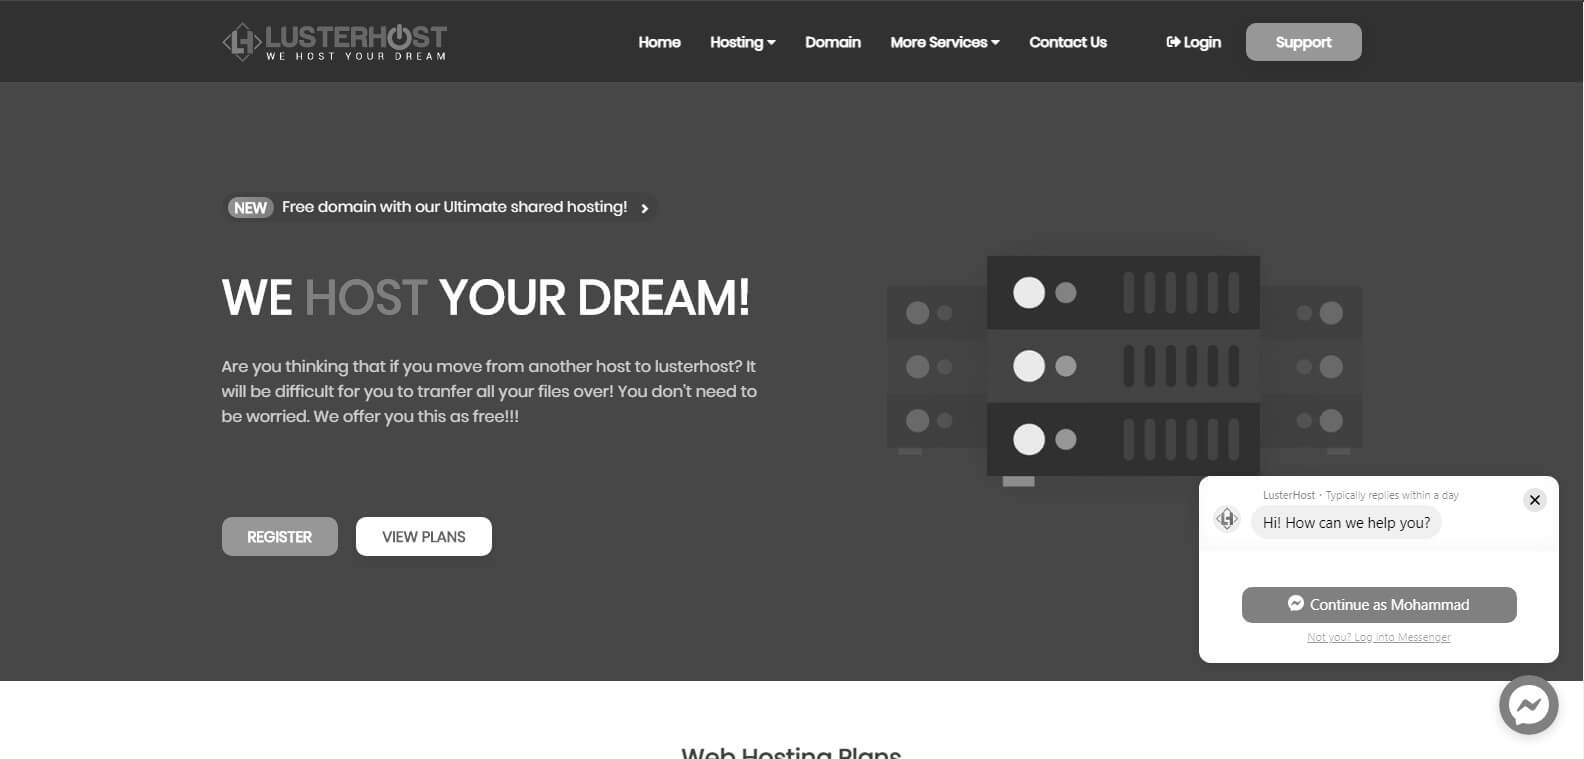 LUSTERHOST
WE HOST YOUR DREAM
Home Hosting Domain More Services Contact Us Login Support
NEW Free domain with our Ultimate shared hosting!
WE HOST YOUR DREAM!
Are you thinking that if you move from another host to lusterhost? It
will be difficult for you to tranfer all your files over! You don't need to
be worried. We offer you this as free!!!
REGISTER VIEW PLANS
LusterHost · Typically replies within a day
Hi! How can we help you?
Continue as Mohammad
Not you? Log into Messenger
Web Hosting Plans